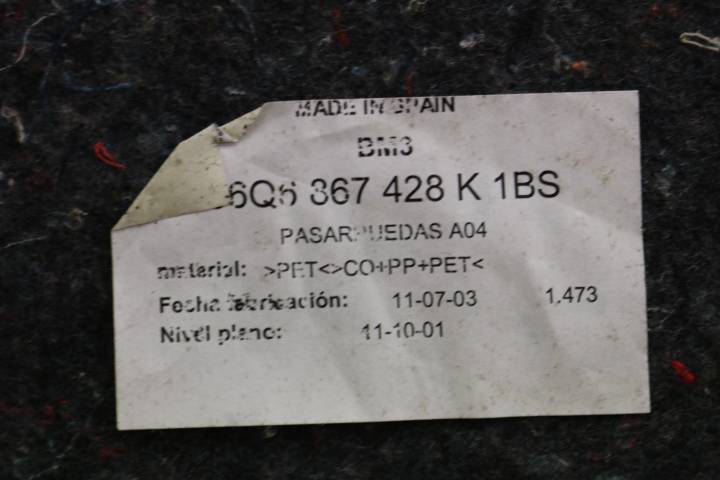 MADE IN SPAIN
BM3
6Q6 867 428 K 1BS
PASARRUEDAS A04
material: >PET<>CO+PP+PET<
Fecha fabricación: 11-07-03 1,473
Nivel plano: 11-10-01